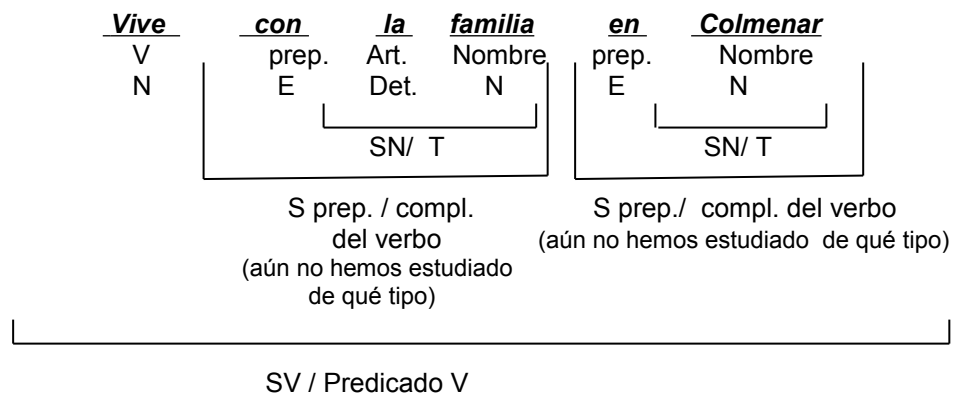 Vive con la familia en Colmenar
V prep. Art. Nombre prep. Nombre
N E Det. N E N
SN/ T SN/ T
S prep. / compl. S prep./ compl. del verbo
del verbo (aún no hemos estudiado de qué tipo)
(aún no hemos estudiado
de qué tipo)
SV / Predicado V